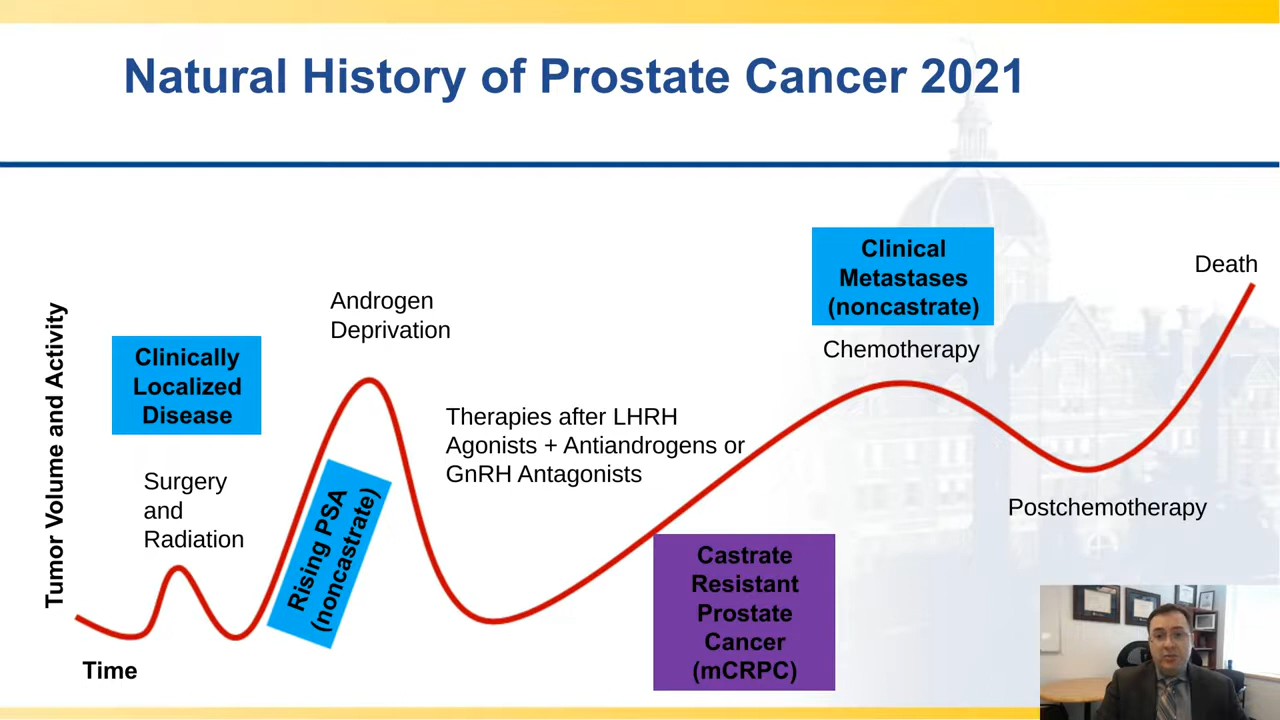 Natural History of Prostate Cancer 2021
Tumor Volume and Activity
Clinically
Localized
Disease
Surgery
and
Radiation
Androgen
Deprivation
Rising PSA
(noncastrate)
Therapies after LHRH
Agonists + Antiandrogens or
GnRH Antagonists
Castrate
Resistant
Prostate
Cancer
(mCRPC)
Clinical
Metastases
(noncastrate)
Chemotherapy
Postchemotherapy
Death
Time